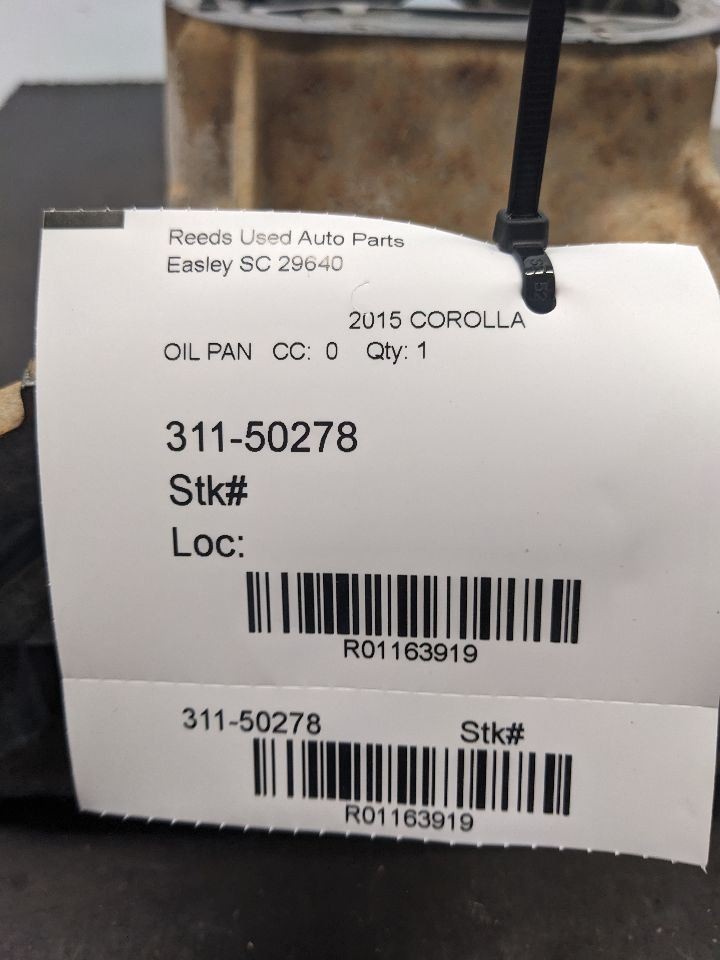 Reeds Used Auto Parts
Easley SC 29640
2015 COROLLA
OIL PAN CC: 0 Qty: 1
311-50278
Stk#
Loc:
R01163919
311-50278 Stk#
R01163919